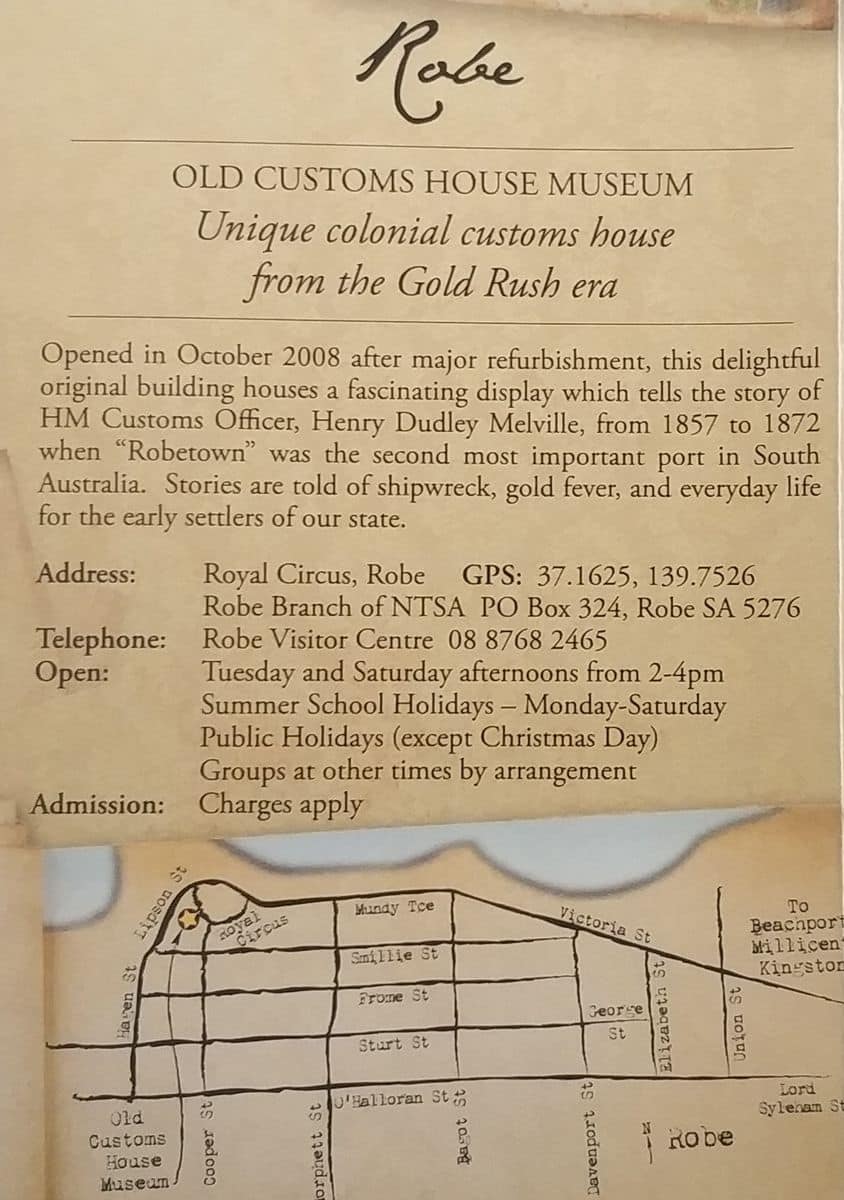 Robe
OLD CUSTOMS HOUSE MUSEUM
Unique colonial customs house
from the Gold Rush era
Opened in October 2008 after major refurbishment, this delightful
original building houses a fascinating display which tells the story of
HM Customs Officer, Henry Dudley Melville, from 1857 to 1872
when “Robetown” was the second most important port in South
Australia. Stories are told of shipwreck, gold fever, and everyday life
for the early settlers of our state.
Address: Royal Circus, Robe GPS: 37.1625, 139.7526
Robe Branch of NTSA PO Box 324, Robe SA 5276
Telephone: Robe Visitor Centre 08 8768 2465
Open: Tuesday and Saturday afternoons from 2-4pm
Summer School Holidays – Monday-Saturday
Public Holidays (except Christmas Day)
Groups at other times by arrangement
Admission: Charges apply
Lipson St
Royal
Circus
Mundy Tce
Victoria St
To
Beachport
Millicent
Kingston
Smillie St
Frome St
Sturt St
George
St
Elizabeth St
Union St
O'Halloran St
Lord
Syleham St
Old
Customs
House
Museum
Cooper St
orphett St
Bagot St
Davenport St
N
Robe